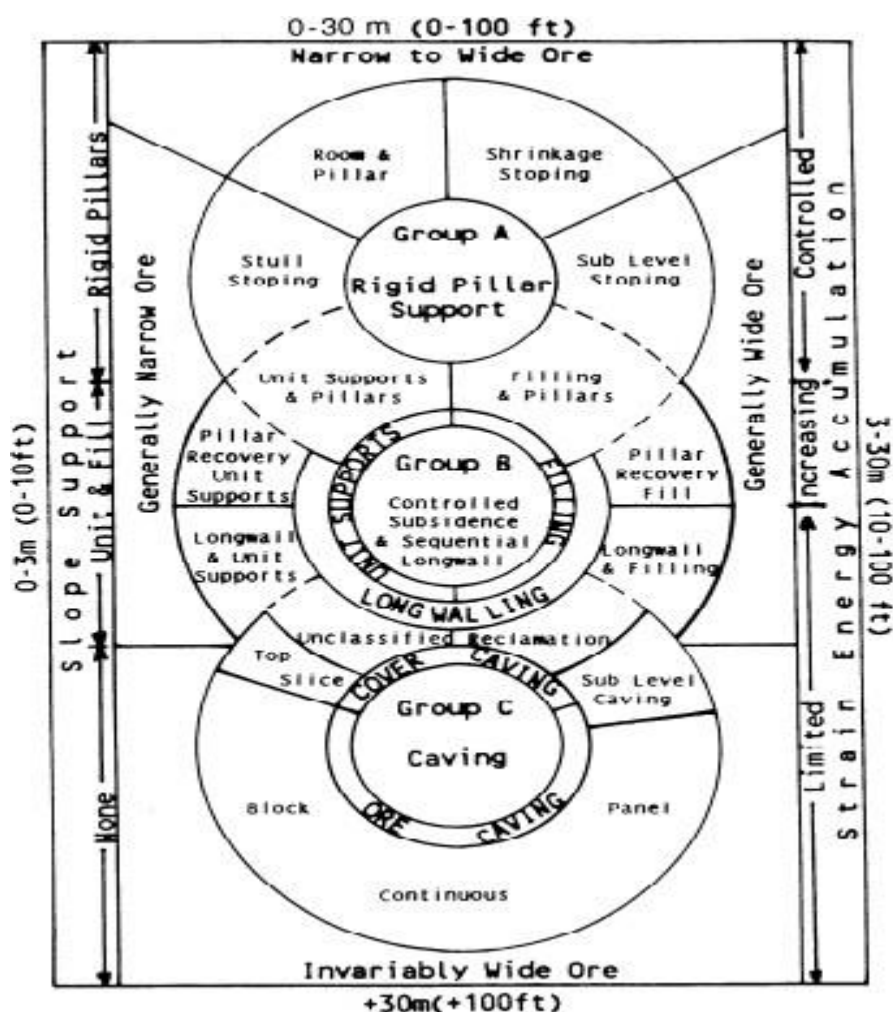 0-30 m (0-100 ft)
Narrow to Wide Ore
Room &
Pillar
Shrinkage
Stoping
Group A
Rigid Pillar
Support
Stull
Stoping
Sub Level
Stoping
Unit Supports
& Pillars
Filling
& Pillars
Pillar
Recovery
Unit
Supports
Pillar
Recovery
Fill
Group B
Controlled
Subsidence
& Sequential
Longwall
UNIT SUPPORTS
FILLING
LONG WALLING
Longwall
& Unit
Supports
Longwall
& Filling
Unclassified Reclamation
Top
Slice
COVER CAVING
Sub Level
Caving
Group C
Caving
ORE CAVING
Block
Panel
Continuous
Invariably Wide Ore
+30m(+100ft)
0-3m (0-10ft)
Slope Support
Rigid Pillars
Unit & Fill
None
Generally Narrow Ore
Generally Wide Ore
Controlled
Increasing
Limited
Strain Energy Accumulation
3-30m (10-100 ft)